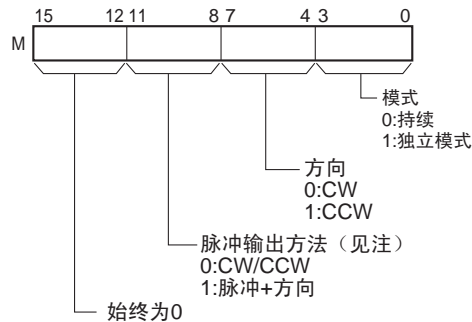 15 12 11 8 7 4 3 0
M
模式
0:持续
1:独立模式
方向
0:CW
1:CCW
脉冲输出方法（见注）
0:CW/CCW
1:脉冲+方向
始终为0